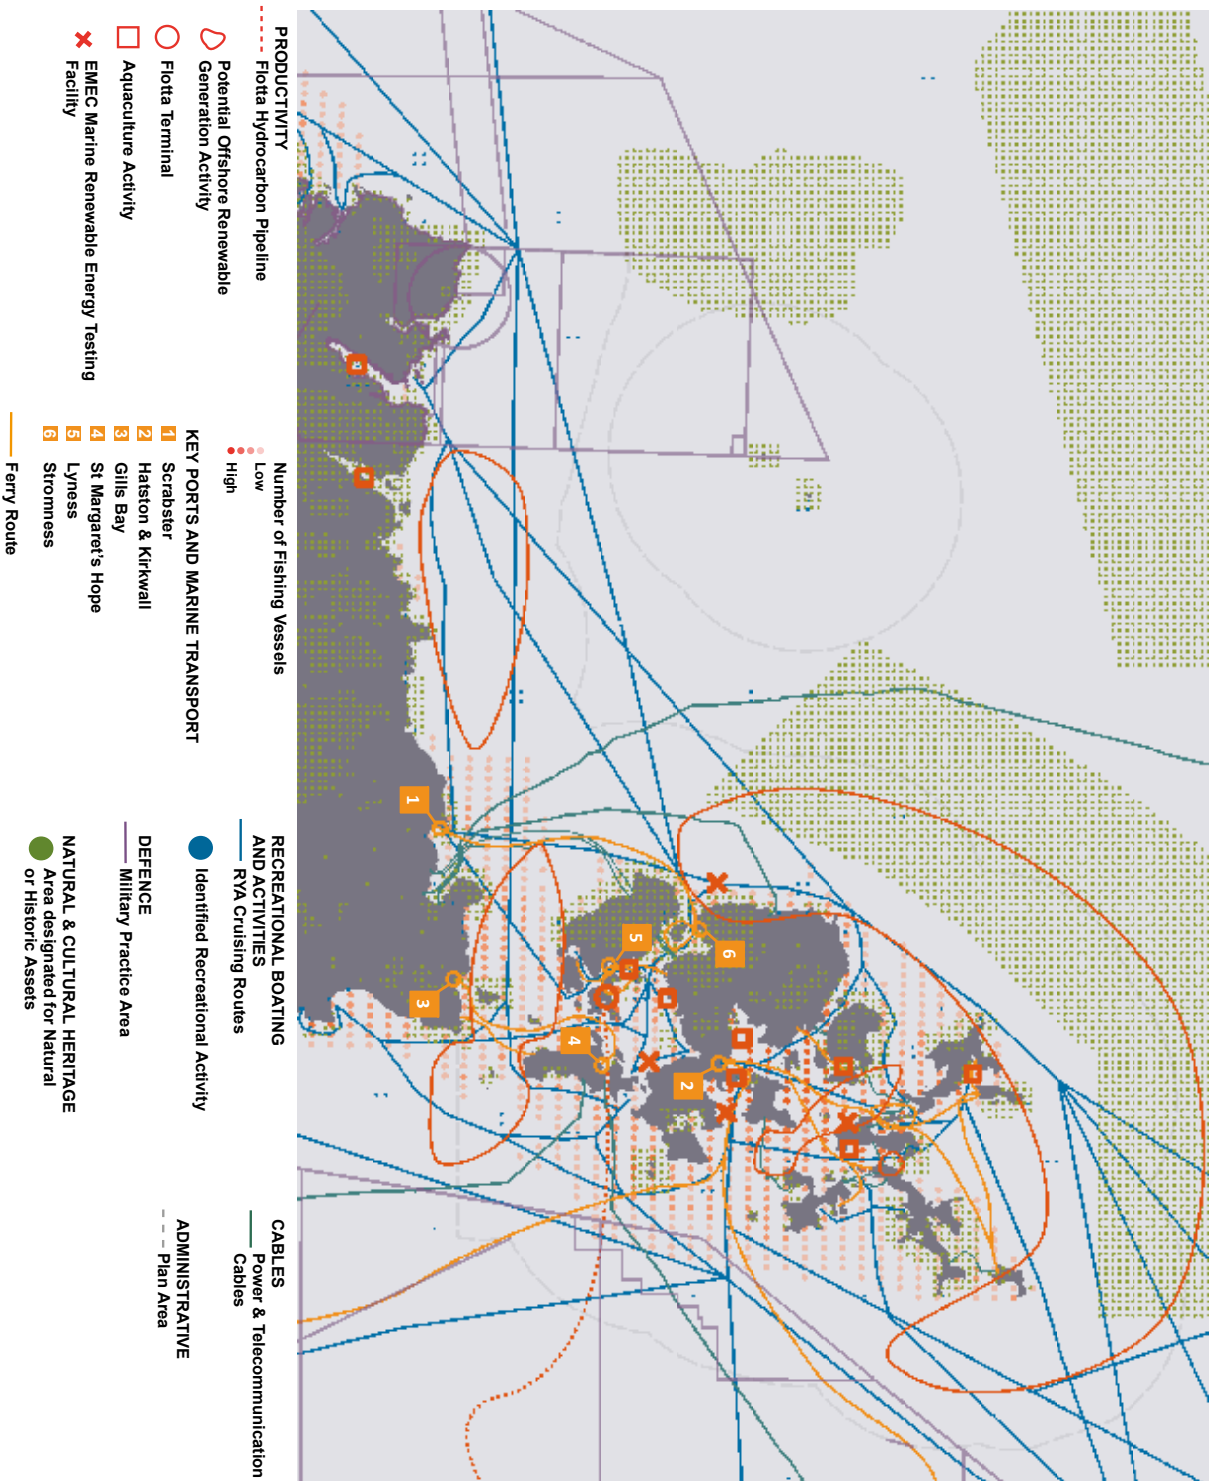 PRODUCTIVITY
Flotta Hydrocarbon Pipeline
Potential Offshore Renewable
Generation Activity
Flotta Terminal
Aquaculture Activity
EMEC Marine Renewable Energy Testing
Facility
Number of Fishing Vessels
Low
High
KEY PORTS AND MARINE TRANSPORT
1 Scrabster
2 Hatston & Kirkwall
3 Gills Bay
4 St Margaret's Hope
5 Lyness
6 Stromness
Ferry Route
RECREATIONAL BOATING
AND ACTIVITIES
RYA Cruising Routes
Identified Recreational Activity
DEFENCE
Military Practice Area
NATURAL & CULTURAL HERITAGE
Area designated for Natural
or Historic Assets
CABLES
Power & Telecommunication
Cables
ADMINISTRATIVE
Plan Area
1
5
6
3
4
2